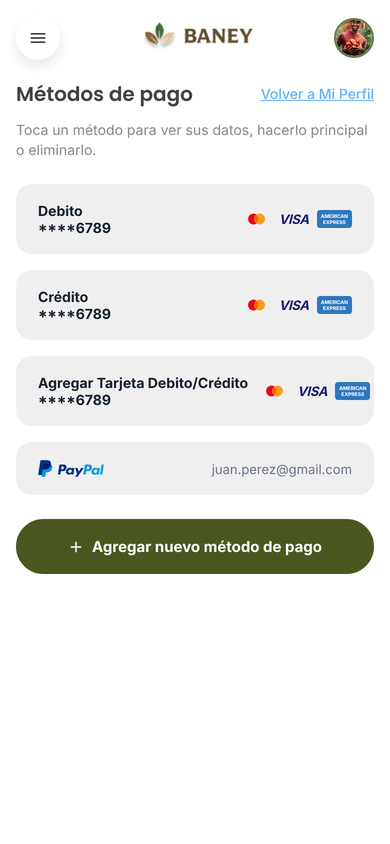 BANEY
Métodos de pago
Volver a Mi Perfil
Toca un método para ver sus datos, hacerlo principal
o eliminarlo.
Debito
****6789
VISA
AMERICAN
EXPRESS
Crédito
****6789
VISA
AMERICAN
EXPRESS
Agregar Tarjeta Debito/Crédito
****6789
VISA
AMERICAN
EXPRESS
PayPal
juan.perez@gmail.com
+ Agregar nuevo método de pago